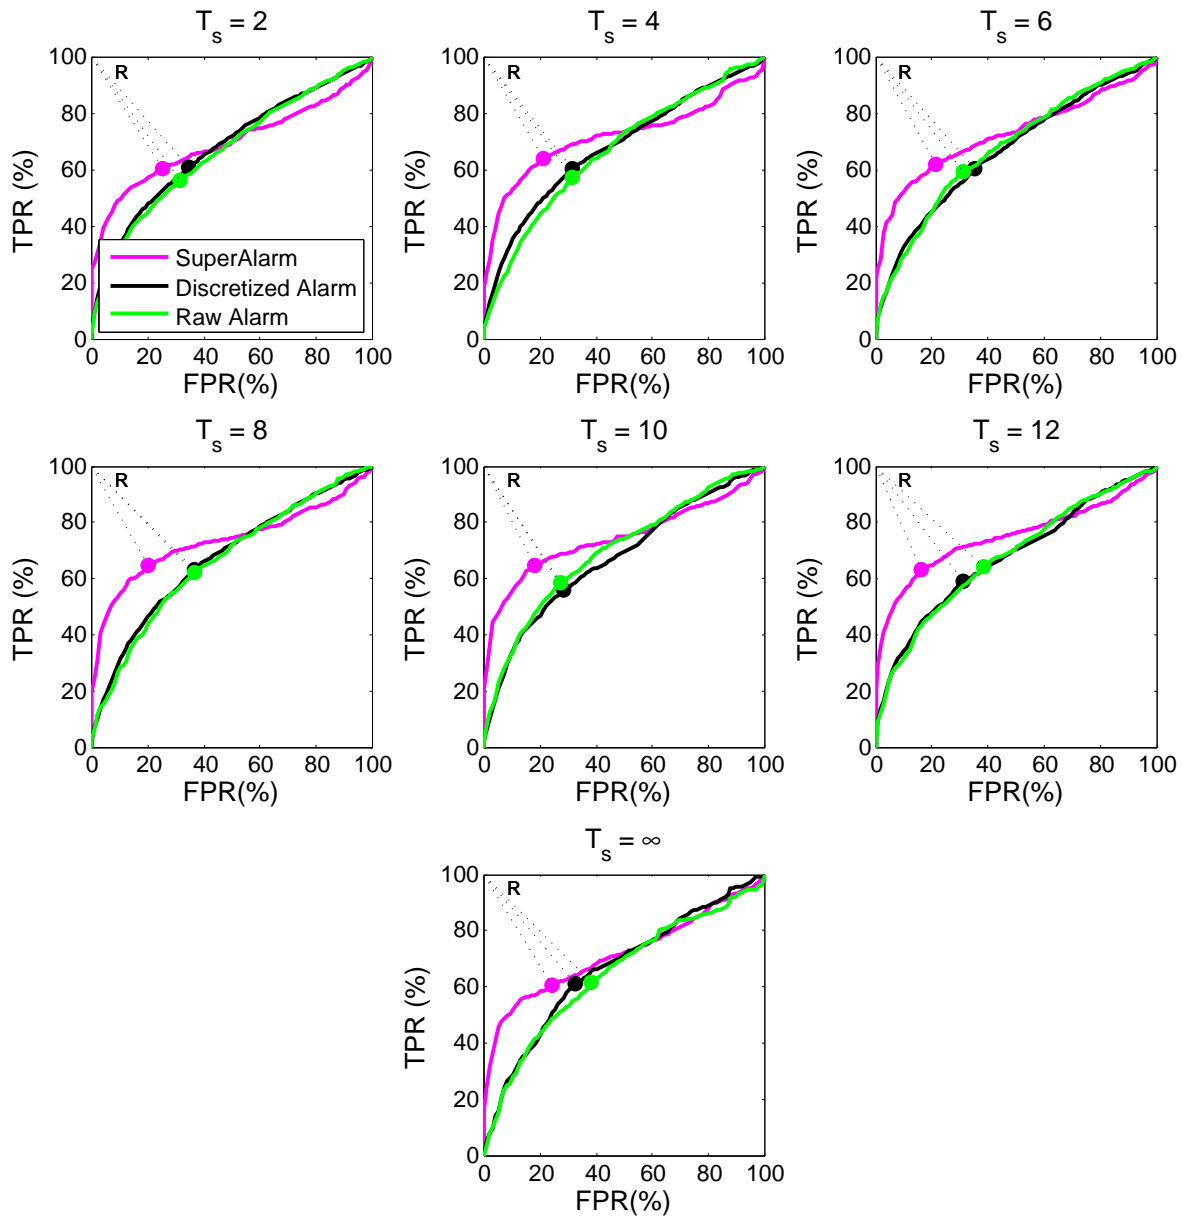 T_s = 2
100
80
60
40
20
0
TPR (%)
R
SuperAlarm
Discretized Alarm
Raw Alarm
0 20 40 60 80 100
FPR(%)
T_s = 4
100
80
60
40
20
0
TPR (%)
R
0 20 40 60 80 100
FPR(%)
T_s = 6
100
80
60
40
20
0
TPR (%)
R
0 20 40 60 80 100
FPR(%)
T_s = 8
100
80
60
40
20
0
TPR (%)
R
0 20 40 60 80 100
FPR(%)
T_s = 10
100
80
60
40
20
0
TPR (%)
R
0 20 40 60 80 100
FPR(%)
T_s = 12
100
80
60
40
20
0
TPR (%)
R
0 20 40 60 80 100
FPR(%)
T_s = ∞
100
80
60
40
20
0
TPR (%)
R
0 20 40 60 80 100
FPR(%)